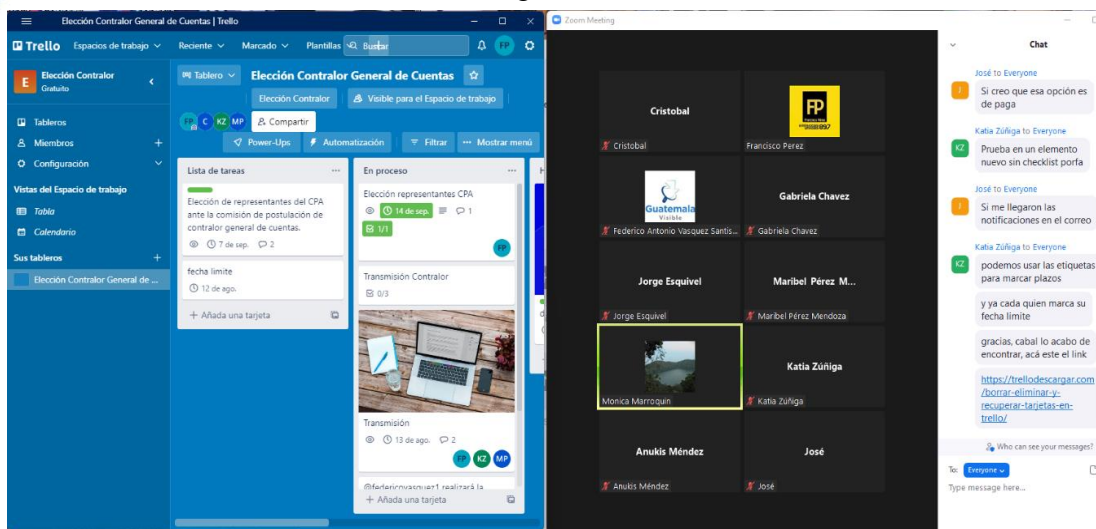 Elección Contralor General de Cuentas | Trello
Trello
Espacios de trabajo
Reciente
Marcado
Plantillas
Buscar
FP
E
Elección Contralor
Gratuito
Tableros
Miembros
Configuración
Vistas del Espacio de trabajo
Tabla
Calendario
Sus tableros
Elección Contralor General de ...
Tablero
Elección Contralor General de Cuentas
Elección Contralor
Visible para el Espacio de trabajo
FP C KZ MP
Compartir
Power-Ups
Automatización
Filtrar
Mostrar menú
Lista de tareas
Elección de representantes del CPA
ante la comisión de postulación de
contralor general de cuentas.
7 de sep. 2
fecha limite
12 de ago.
+ Añada una tarjeta
En proceso
Elección representantes CPA
14 de sep. 1
1/1
FP
Transmisión Contralor
0/3
Transmisión
13 de ago. 2
FP KZ MP
@federicovasquez1 realizará la
+ Añada una tarjeta
Zoom Meeting
Cristobal
Cristobal
FP
Francisco Perez
Guatemala
Visible
Federico Antonio Vasquez Santis...
Gabriela Chavez
Gabriela Chavez
Jorge Esquivel
Jorge Esquivel
Maribel Pérez M...
Maribel Pérez Mendoza
Monica Marroquin
Katia Zúñiga
Katia Zúñiga
Anukis Méndez
Anukis Méndez
José
José
Chat
José to Everyone
J
Si creo que esa opción es
de paga
Katia Zúñiga to Everyone
KZ
Prueba en un elemento
nuevo sin checklist porfa
José to Everyone
J
Si me llegaron las
notificaciones en el correo
Katia Zúñiga to Everyone
KZ
podemos usar las etiquetas
para marcar plazos
y ya cada quien marca su
fecha limite
gracias, cabal lo acabo de
encontrar, acá este el link
https://trellodescargar.com
/borrar-eliminar-y-
recuperar-tarjetas-en-
trello/
Who can see your messages?
To: Everyone
Type message here...